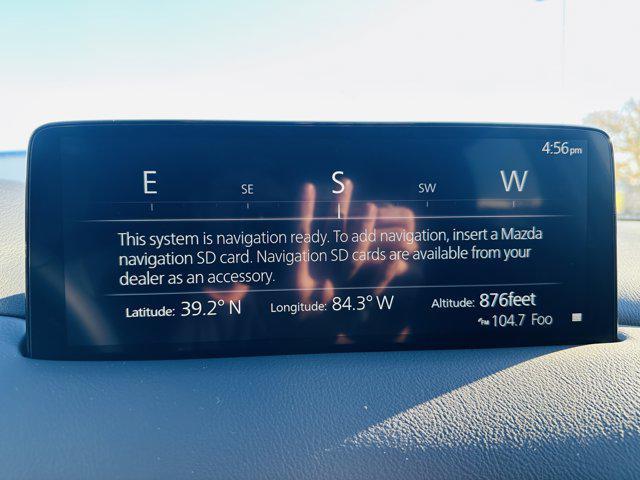 4:56pm
E SE S SW W
This system is navigation ready. To add navigation, insert a Mazda
navigation SD card. Navigation SD cards are available from your
dealer as an accessory.
Latitude: 39.2° N Longitude: 84.3° W Altitude: 876feet
FM 104.7 Foo